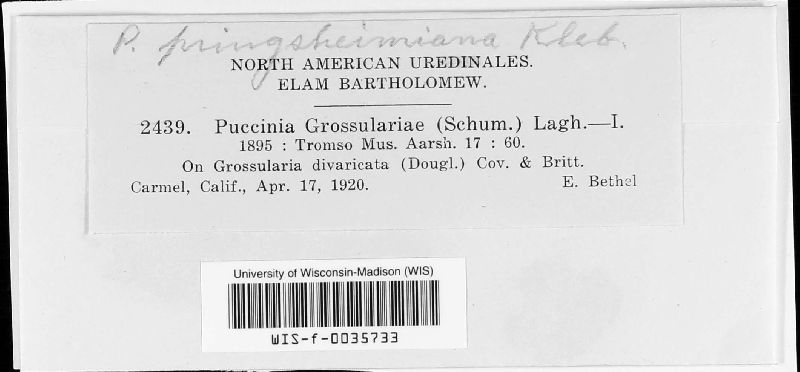 P. pringsheimiana Kleb.
NORTH AMERICAN UREDINALES.
ELAM BARTHOLOMEW.
2439. Puccinia Grossulariae (Schum.) Lagh.—I.
1895 : Tromso Mus. Aarsh. 17 : 60.
On Grossularia divaricata (Dougl.) Cov. & Britt.
Carmel, Calif., Apr. 17, 1920. E. Bethel
University of Wisconsin-Madison (WIS)
WIS-f-0035733